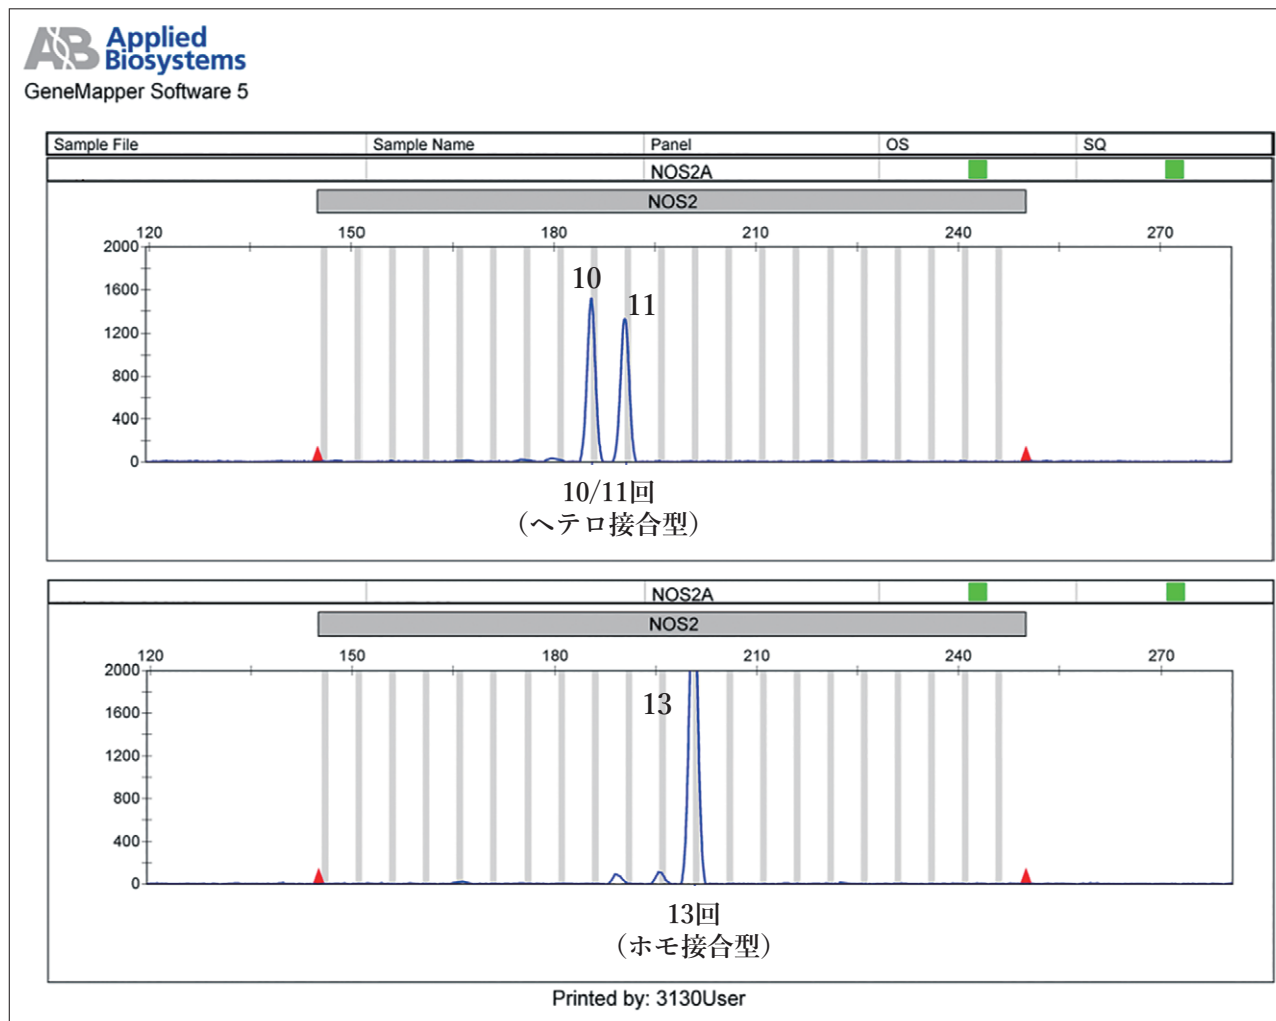 Applied
Biosystems
GeneMapper Software 5
Sample File Sample Name Panel OS SQ
NOS2A
NOS2
120 150 180 210 240 270
2000
1600
1200
800
400
0
10
11
10/11回
（ヘテロ接合型）
NOS2A
NOS2
120 150 180 210 240 270
2000
1600
1200
800
400
0
13
13回
（ホモ接合型）
Printed by: 3130User